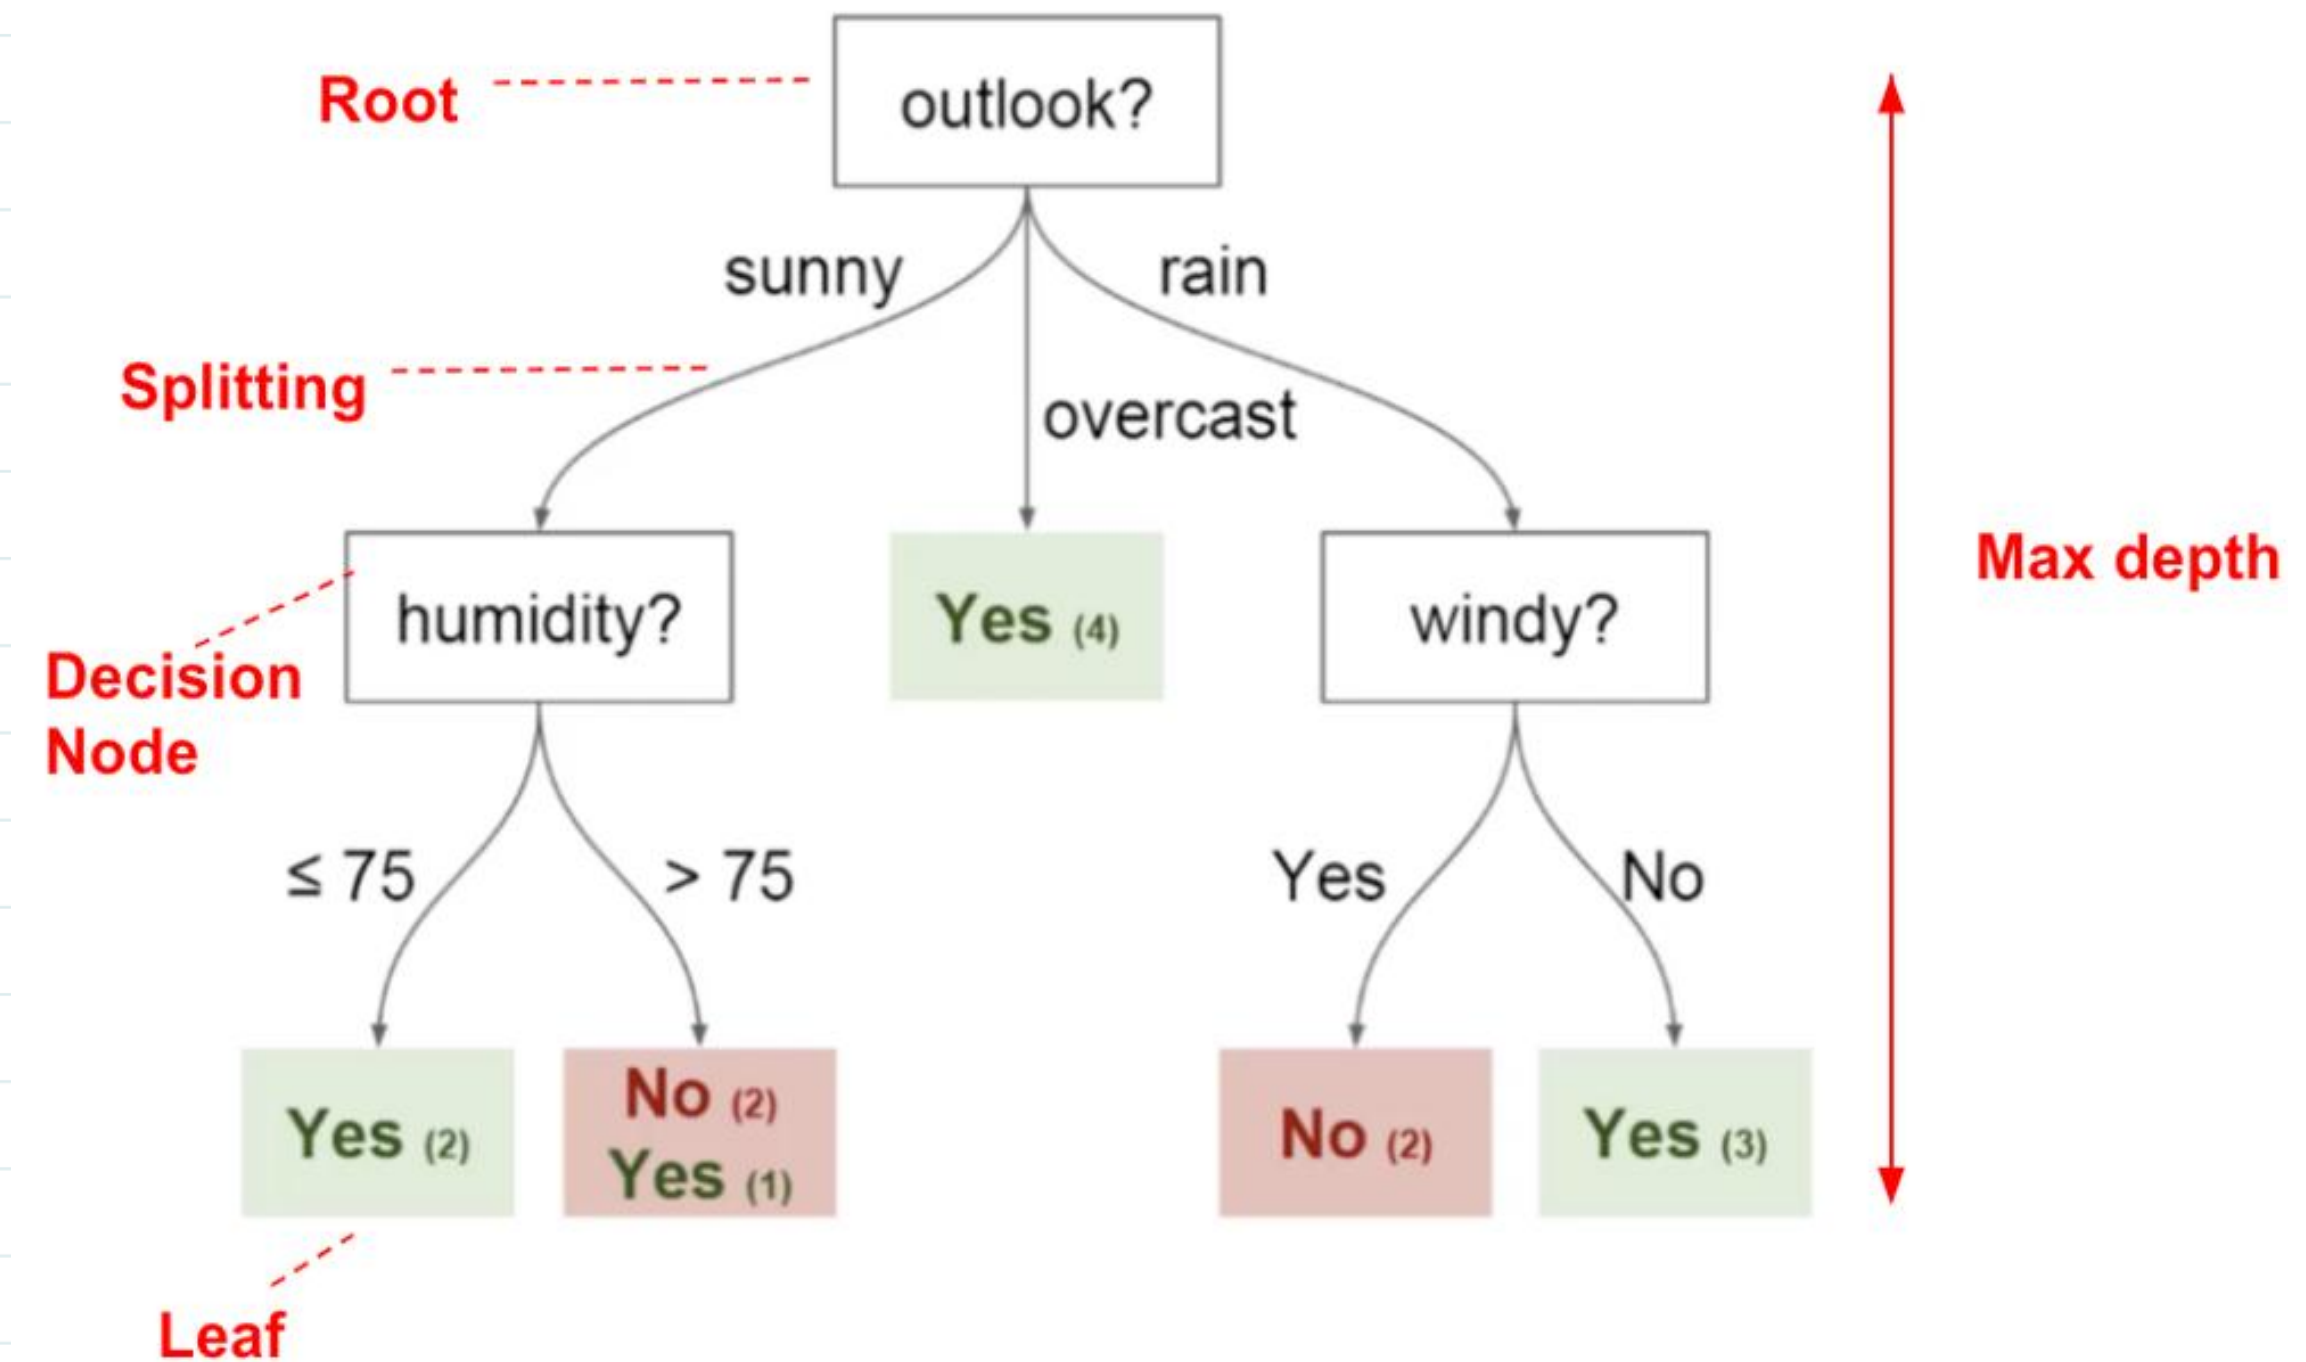 Root
outlook?
sunny
rain
Splitting
overcast
Max depth
humidity?
Yes (4)
windy?
Decision
Node
≤ 75
> 75
Yes
No
Yes (2)
No (2)
Yes (1)
No (2)
Yes (3)
Leaf